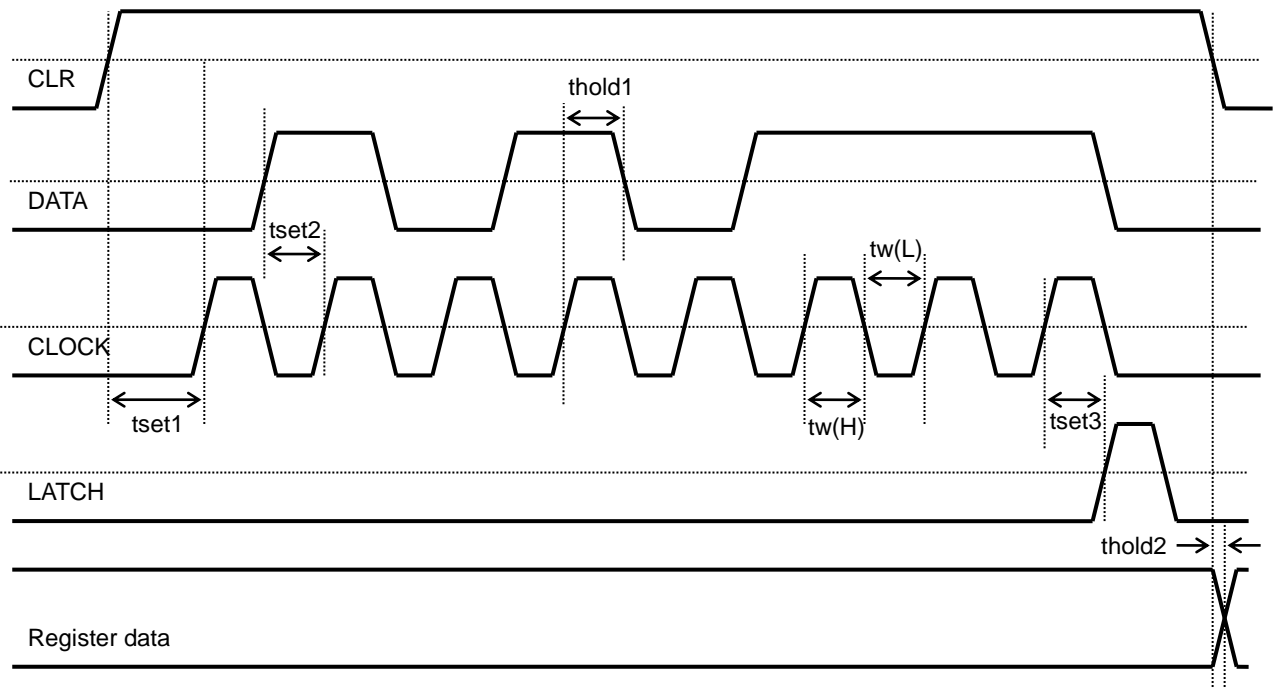 CLR
thold1
DATA
tset2
tw(L)
CLOCK
tset1
tw(H)
tset3
LATCH
thold2
Register data